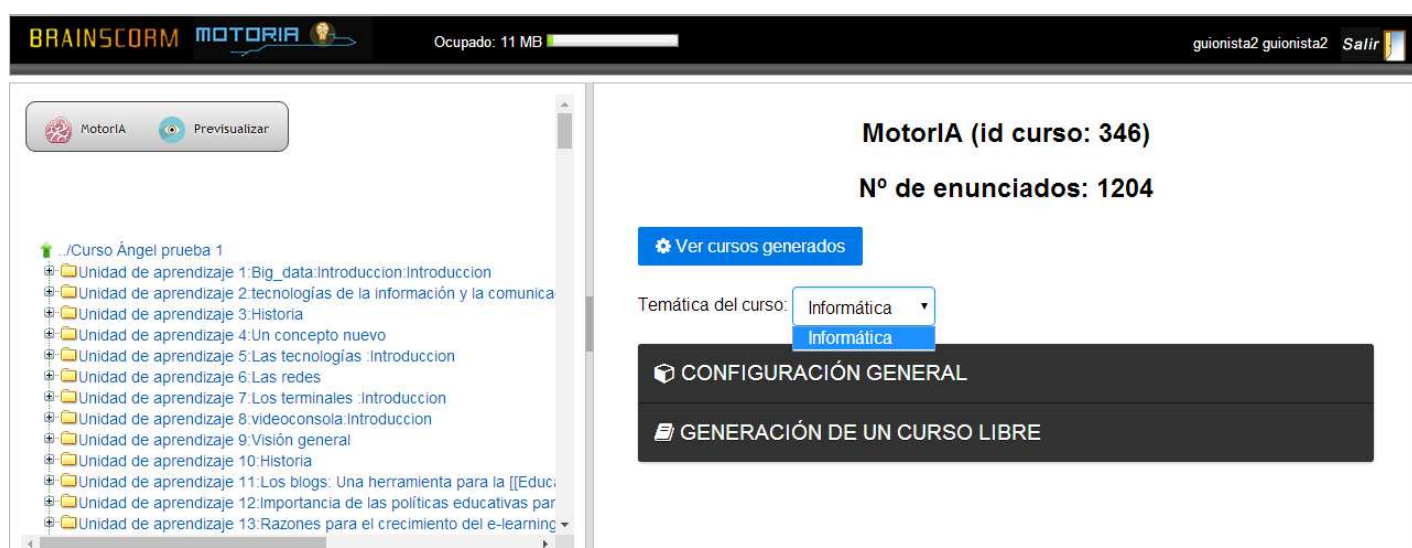 BRAINSCORM MOTORIA Ocupado: 11 MB guionista2 guionista2 Salir
MotorIA Previsualizar
../Curso Ángel prueba 1
Unidad de aprendizaje 1:Big_data:Introduccion:Introduccion
Unidad de aprendizaje 2:tecnologías de la información y la comunica
Unidad de aprendizaje 3:Historia
Unidad de aprendizaje 4:Un concepto nuevo
Unidad de aprendizaje 5:Las tecnologías :Introduccion
Unidad de aprendizaje 6:Las redes
Unidad de aprendizaje 7:Los terminales :Introduccion
Unidad de aprendizaje 8:videoconsola:Introduccion
Unidad de aprendizaje 9:Visión general
Unidad de aprendizaje 10:Historia
Unidad de aprendizaje 11:Los blogs: Una herramienta para la [[Educa
Unidad de aprendizaje 12:Importancia de las políticas educativas par
Unidad de aprendizaje 13:Razones para el crecimiento del e-learning
MotorIA (id curso: 346)
Nº de enunciados: 1204
Ver cursos generados
Temática del curso: Informática
Informática
CONFIGURACIÓN GENERAL
GENERACIÓN DE UN CURSO LIBRE